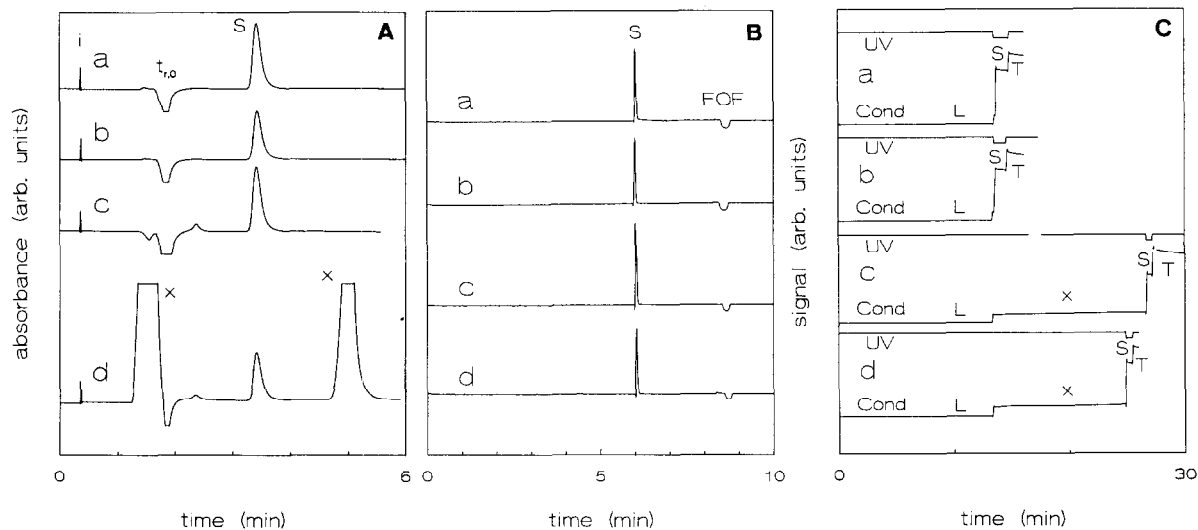 absorbance (arb. units)
A
i
a
t_r,o
S
b
c
×
×
d
0
6
time (min)
B
S
a
EOF
b
c
d
0
5
10
time (min)
signal (arb. units)
C
UV
S
T
a
Cond
L
UV
S
T
b
Cond
L
UV
S
T
c
×
Cond
L
UV
S
T
d
×
Cond
L
0
30
time (min)